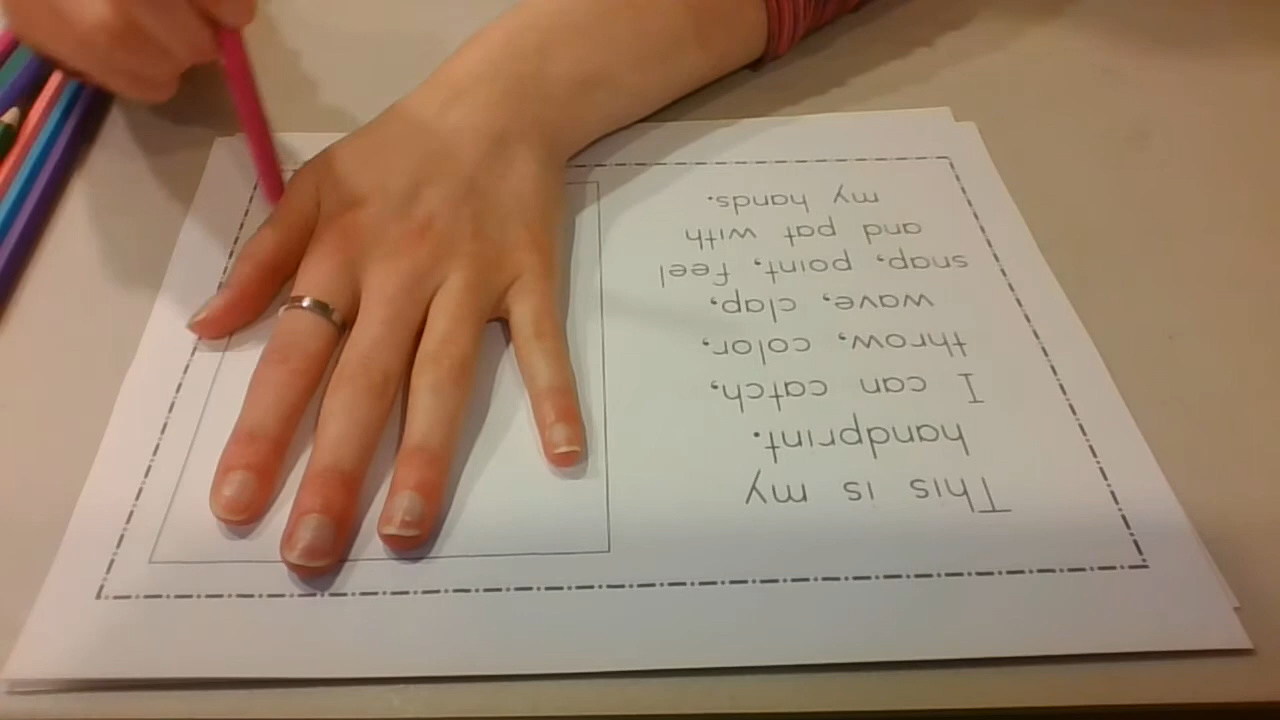 This is my
handprint.
I can catch,
throw, color,
wave, clap,
snap, point, feel
and pat with
my hands.